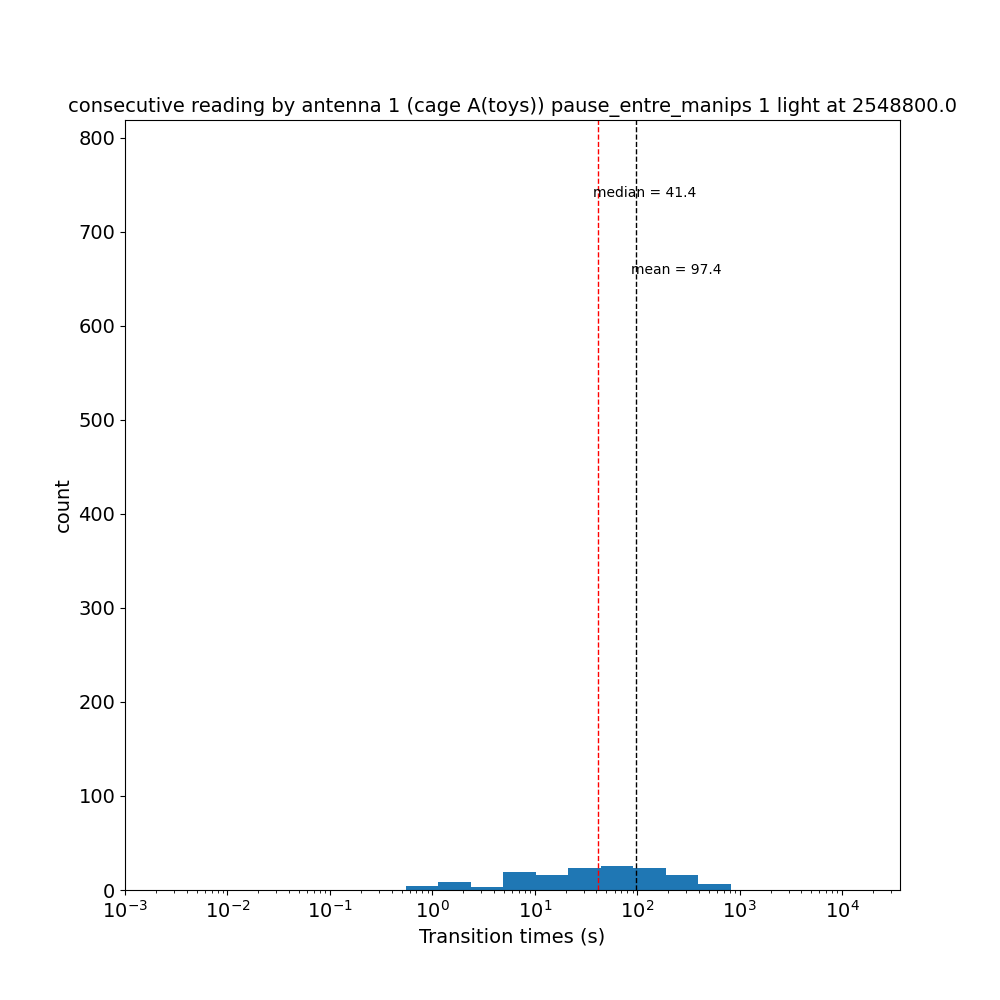 consecutive reading by antenna 1 (cage A(toys)) pause_entre_manips 1 light at 2548800.0
800
median = 41.4
700
mean = 97.4
600
500
400
count
300
200
100
0
10⁻³ 10⁻² 10⁻¹ 10⁰ 10¹ 10² 10³ 10⁴
Transition times (s)